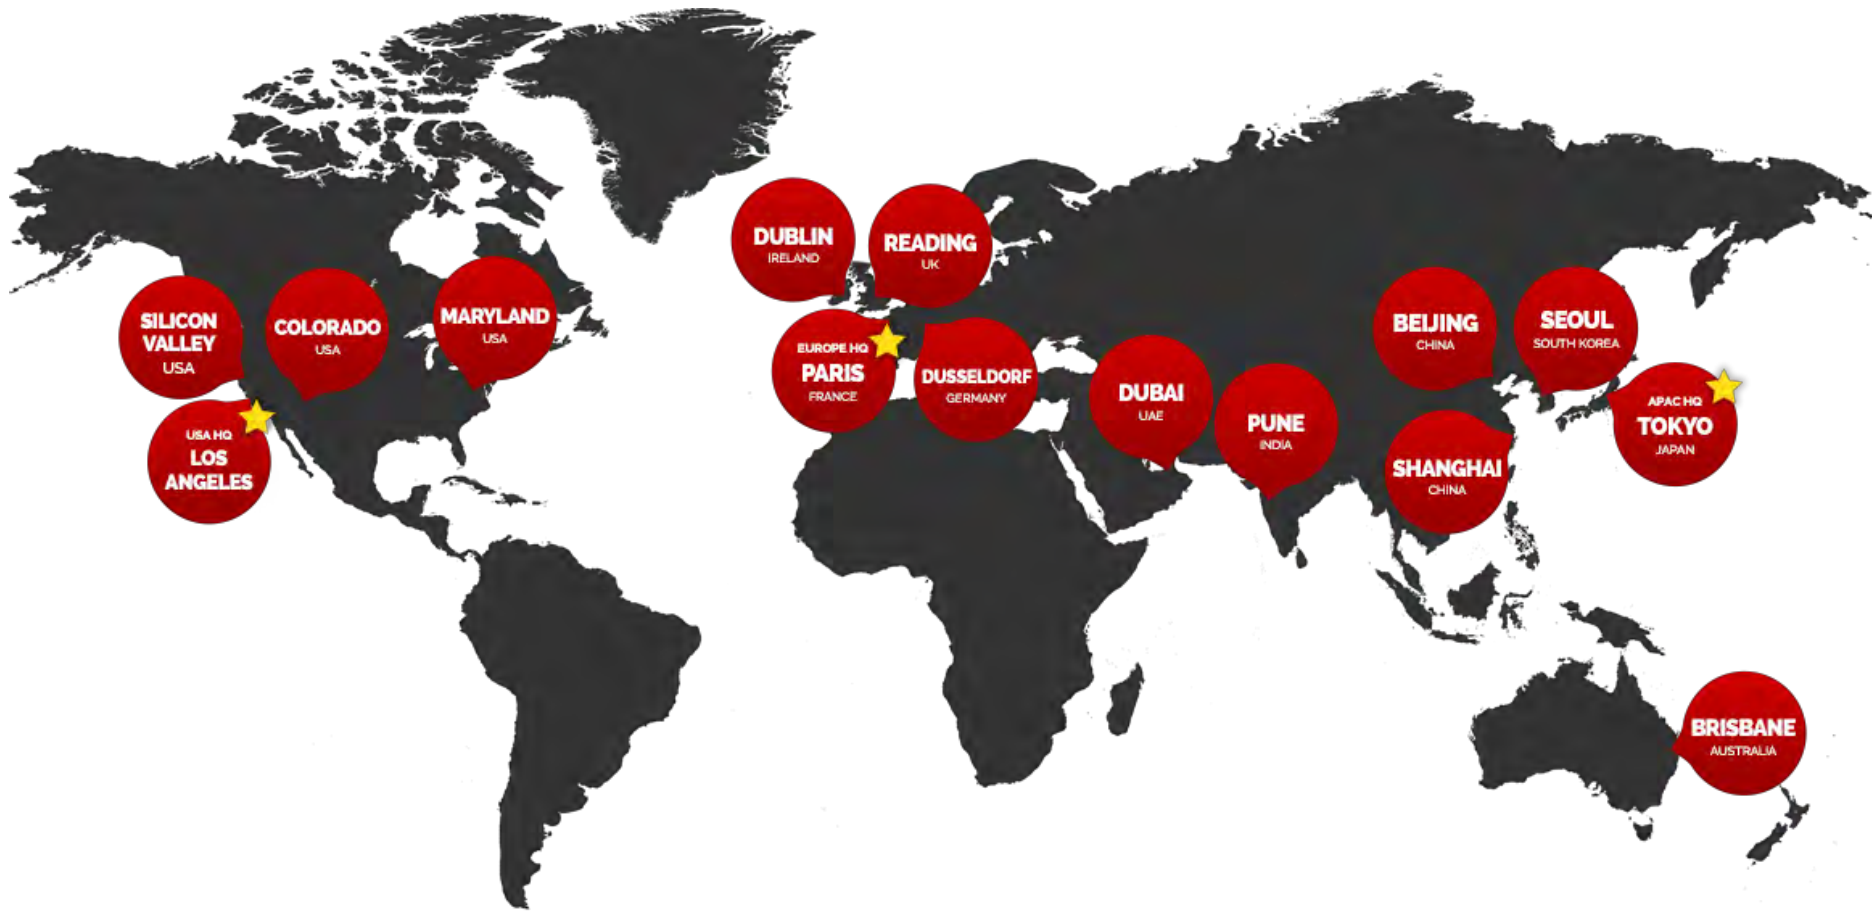 DUBLIN
IRELAND
READING
UK
SILICON
VALLEY
USA
COLORADO
USA
MARYLAND
USA
USA HQ
LOS
ANGELES
EUROPE HQ
PARIS
FRANCE
DUSSELDORF
GERMANY
DUBAI
UAE
PUNE
INDIA
BEIJING
CHINA
SEOUL
SOUTH KOREA
SHANGHAI
CHINA
APAC HQ
TOKYO
JAPAN
BRISBANE
AUSTRALIA